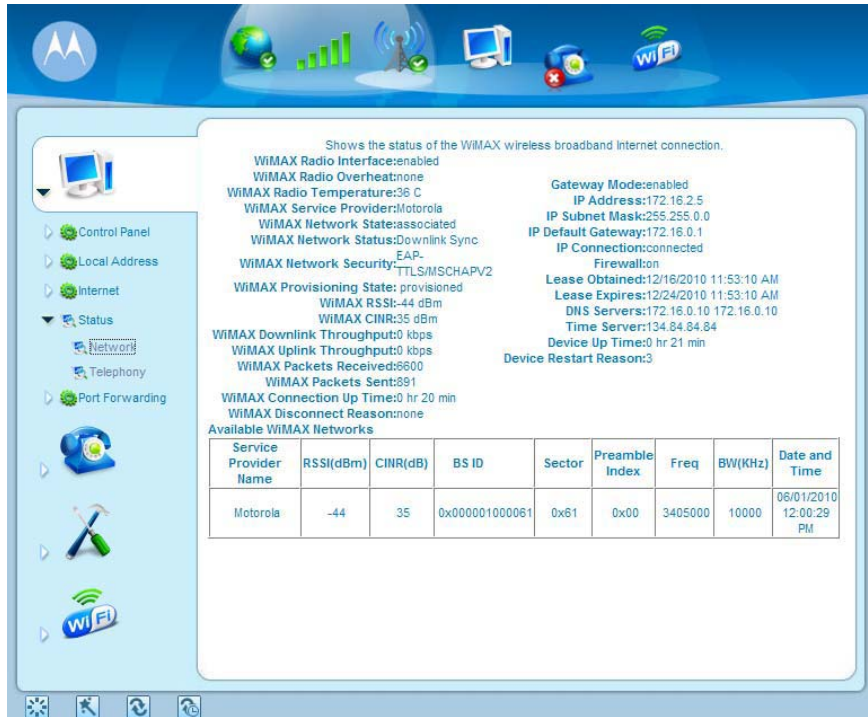 WiFi
Control Panel
Local Address
Internet
Status
Network
Telephony
Port Forwarding
WiFi
Shows the status of the WiMAX wireless broadband Internet connection.
WiMAX Radio Interface:enabled
WiMAX Radio Overheat:none
WiMAX Radio Temperature:36 C
WiMAX Service Provider:Motorola
WiMAX Network State:associated
WiMAX Network Status:Downlink Sync
WiMAX Network Security:EAP-
TTLS/MSCHAPV2
WiMAX Provisioning State: provisioned
WiMAX RSSI:-44 dBm
WiMAX CINR:35 dBm
WiMAX Downlink Throughput:0 kbps
WiMAX Uplink Throughput:0 kbps
WiMAX Packets Received:6600
WiMAX Packets Sent:891
WiMAX Connection Up Time:0 hr 20 min
WiMAX Disconnect Reason:none
Gateway Mode:enabled
IP Address:172.16.2.5
IP Subnet Mask:255.255.0.0
IP Default Gateway:172.16.0.1
IP Connection:connected
Firewall:on
Lease Obtained:12/16/2010 11:53:10 AM
Lease Expires:12/24/2010 11:53:10 AM
DNS Servers:172.16.0.10 172.16.0.10
Time Server:134.84.84.84
Device Up Time:0 hr 21 min
Device Restart Reason:3
Available WiMAX Networks
Service Provider Name RSSI(dBm) CINR(dB) BS ID Sector Preamble Index Freq BW(KHz) Date and Time
Motorola -44 35 0x000001000061 0x61 0x00 3405000 10000 06/01/2010 12:00:29 PM